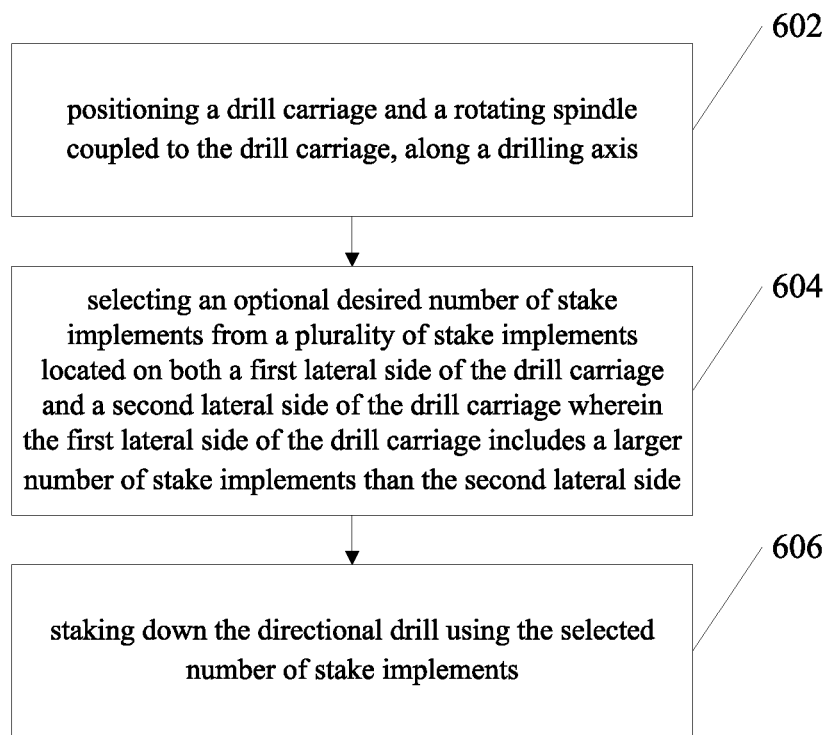 602
positioning a drill carriage and a rotating spindle
coupled to the drill carriage, along a drilling axis
604
selecting an optional desired number of stake
implements from a plurality of stake implements
located on both a first lateral side of the drill carriage
and a second lateral side of the drill carriage wherein
the first lateral side of the drill carriage includes a larger
number of stake implements than the second lateral side
606
staking down the directional drill using the selected
number of stake implements